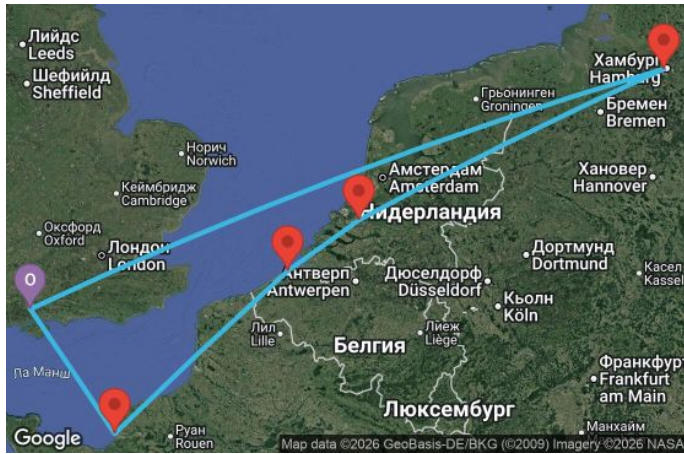 Лийдс
Leeds
Шефийлд
Sheffield
Хамбург
Hamburg
Грьонинген
Groningen
Бремен
Bremen
Норич
Norwich
Амстердам
Amsterdam
Хановер
Hannover
Кеймбридж
Cambridge
Нидерландия
Оксфорд
Oxford
Лондон
London
Дортмунд
Dortmund
О
Антверп
Antwerpen
Дюселдорф
Düsseldorf
Касел
Kassel
Кьолн
Köln
Лил
Lille
Лиеж
Liège
Белгия
Ла Манш
Франкфурт
Frankfurt
am Main
Люксембург
Руан
Rouen
Манхайм
Google
Map data ©2026 GeoBasis-DE/BKG (©2009) Imagery ©2026 NASA